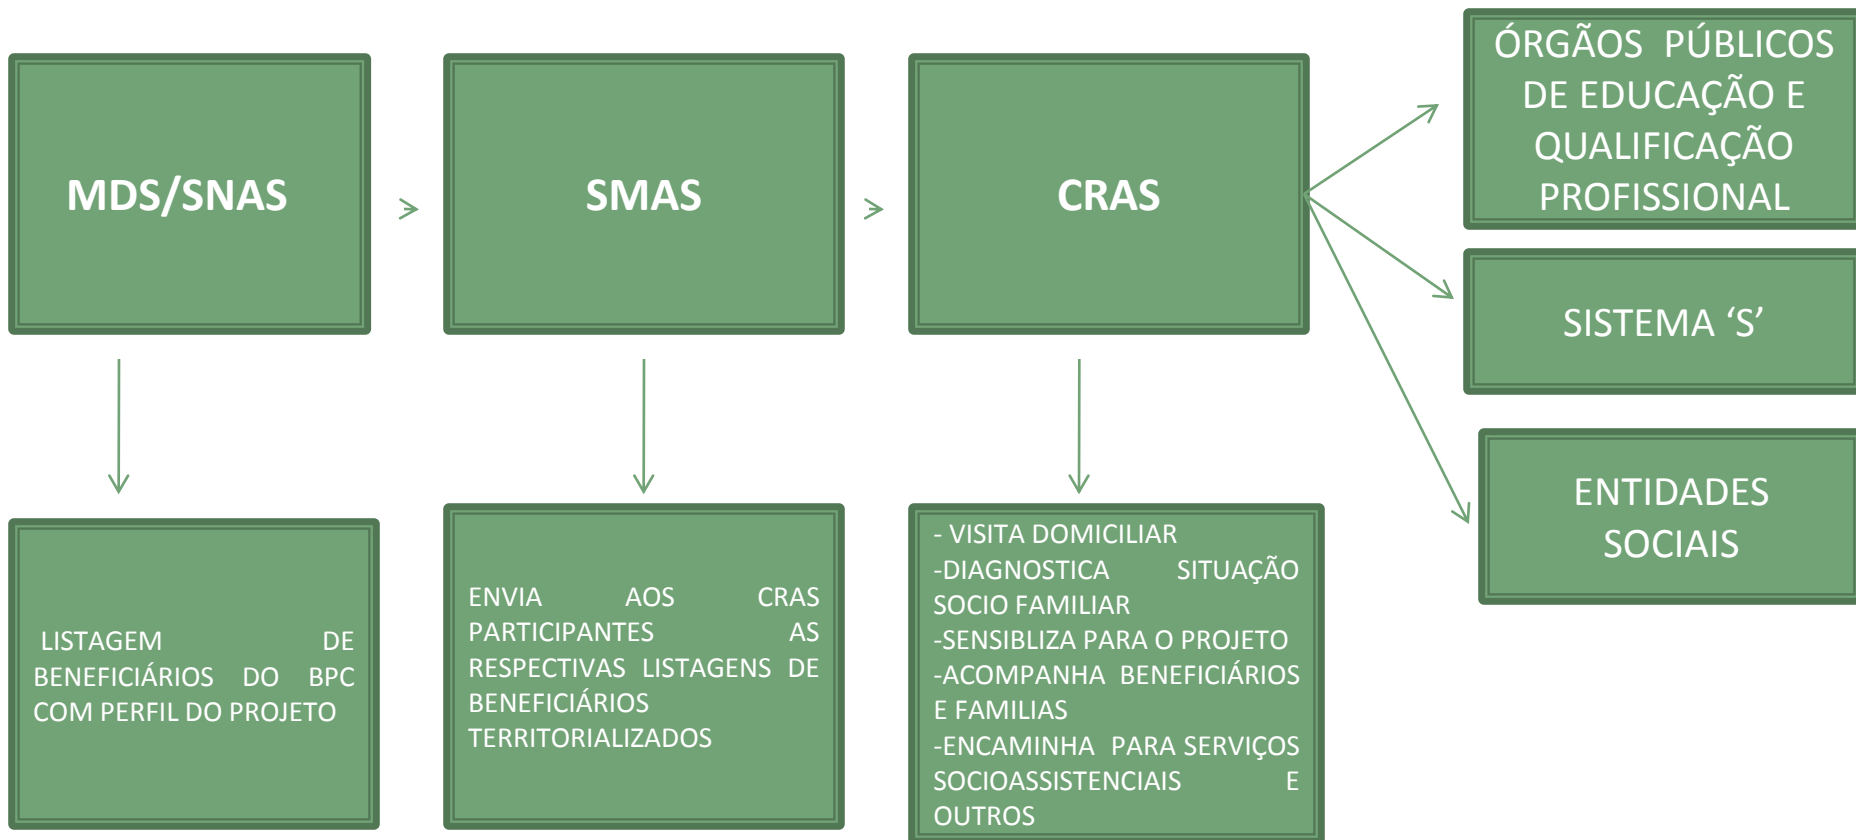 MDS/SNAS
SMAS
CRAS
ÓRGÃOS PÚBLICOS
DE EDUCAÇÃO E
QUALIFICAÇÃO
PROFISSIONAL
SISTEMA ‘S’
ENTIDADES
SOCIAIS
LISTAGEM DE
BENEFICIÁRIOS DO BPC
COM PERFIL DO PROJETO
ENVIA AOS CRAS
PARTICIPANTES AS
RESPECTIVAS LISTAGENS DE
BENEFICIÁRIOS
TERRITORIALIZADOS
- VISITA DOMICILIAR
-DIAGNOSTICA SITUAÇÃO
SOCIO FAMILIAR
-SENSIBLIZA PARA O PROJETO
-ACOMPANHA BENEFICIÁRIOS
E FAMILIAS
-ENCAMINHA PARA SERVIÇOS
SOCIOASSISTENCIAIS E
OUTROS